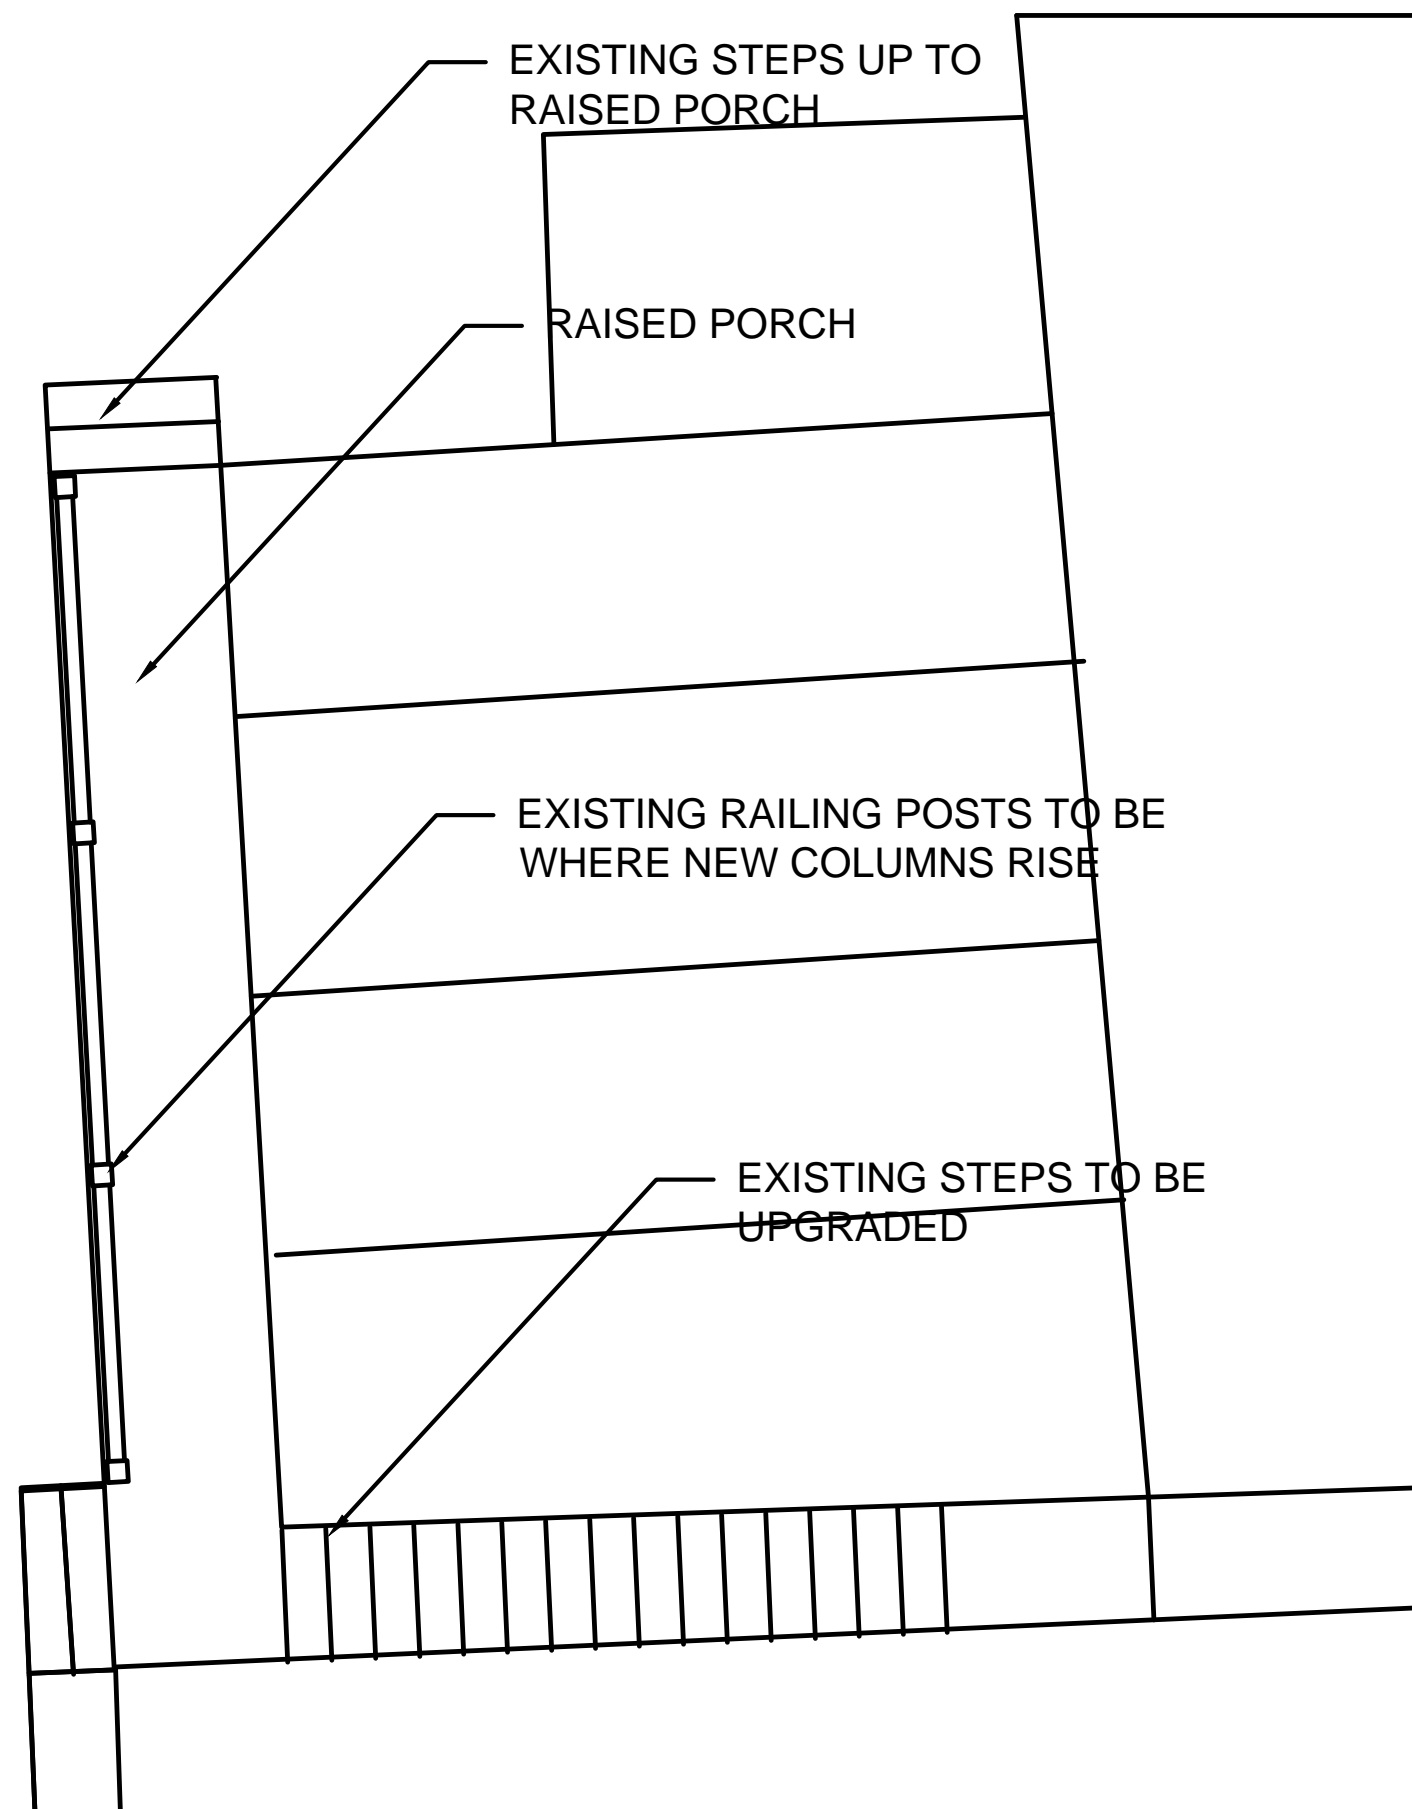 EXISTING STEPS UP TO
RAISED PORCH
RAISED PORCH
EXISTING RAILING POSTS TO BE
WHERE NEW COLUMNS RISE
EXISTING STEPS TO BE
UPGRADED